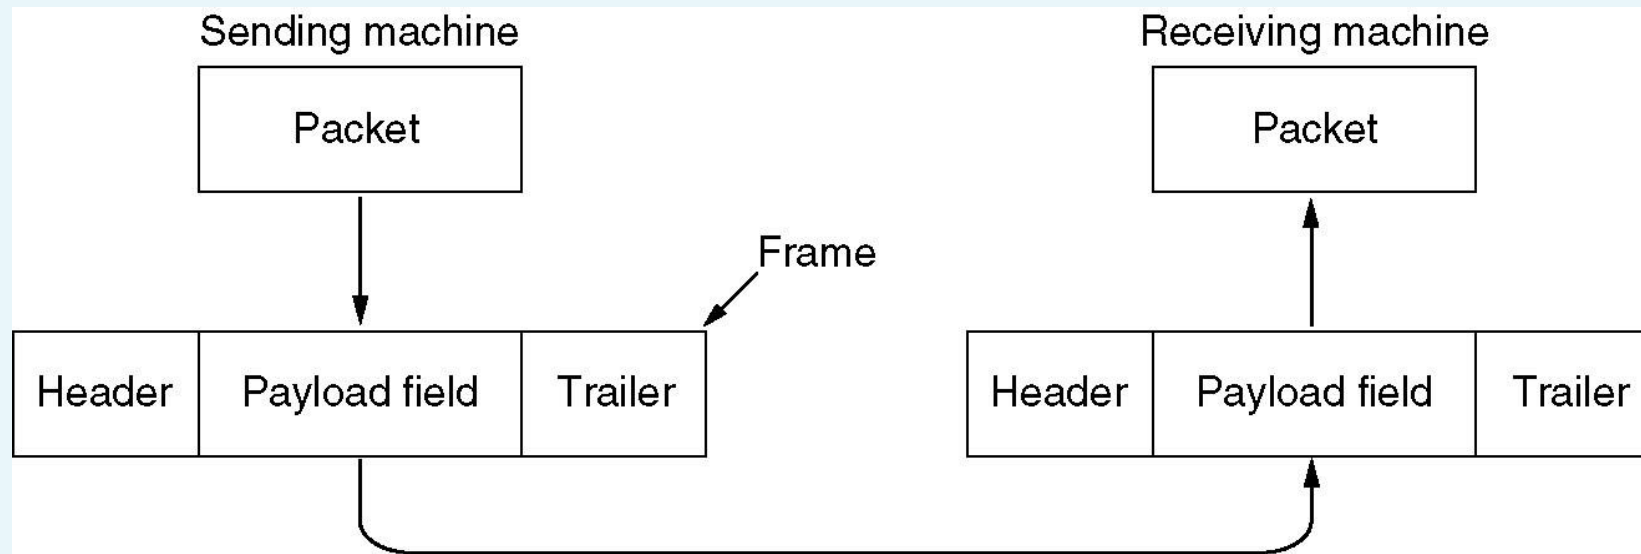 Sending machine
Receiving machine
Packet
Packet
Frame
Header Payload field Trailer
Header Payload field Trailer